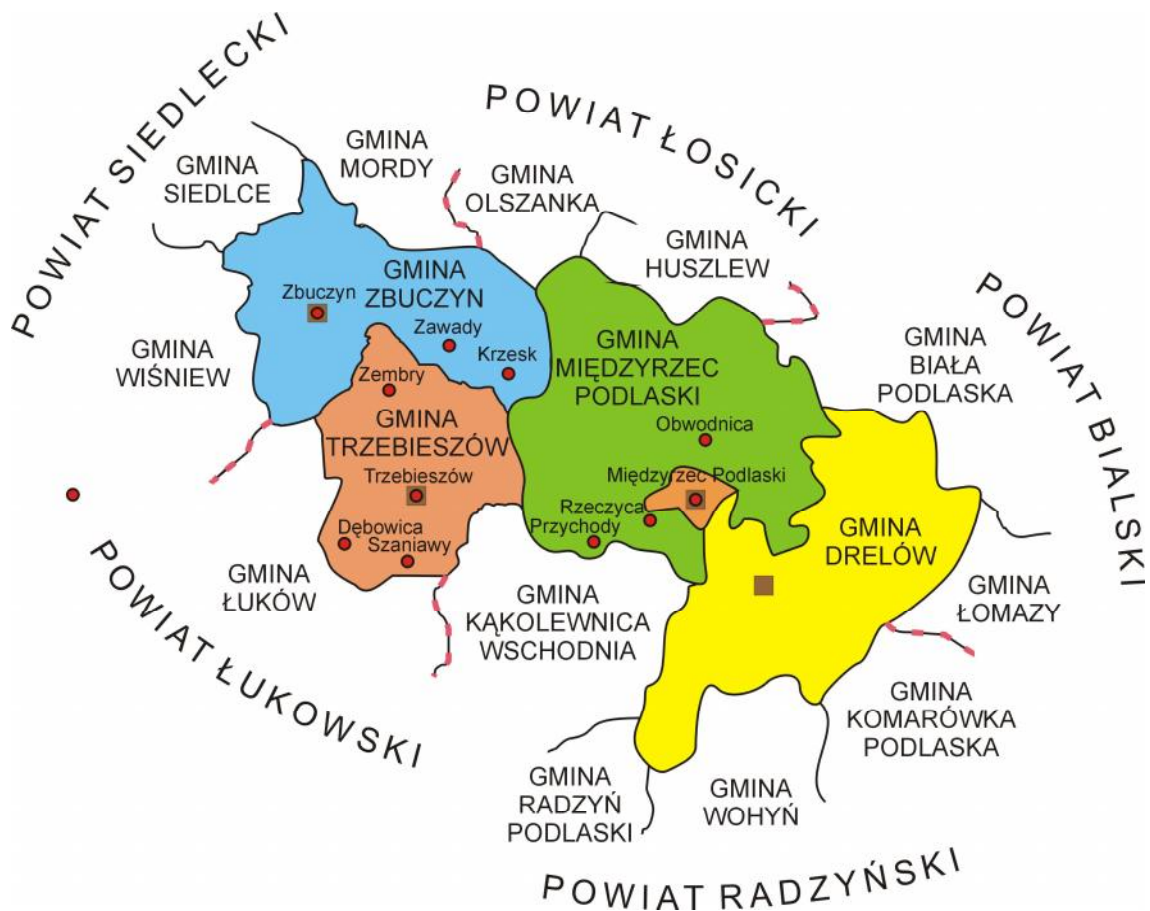 POWIAT SIEDLECKI
POWIAT ŁOSICKI
GMINA
MORDY
GMINA
SIEDLCE
GMINA
OLSZANKA
GMINA
HUSZLEW
GMINA
ZBUCZYN
Zbuczyn
Zawady
Krzesk
GMINA
WIŚNIEW
Zembry
GMINA
MIĘDZYRZEC
PODLASKI
GMINA
BIAŁA
PODLASKA
POWIAT BIALSKI
GMINA
TRZEBIESZÓW
Obwodnica
Trzebieszów
Międzyrzec Podlaski
Rzeczyca
Przychody
Dębowica
Szaniawy
GMINA
DRELÓW
GMINA
ŁUKÓW
GMINA
KĄKOLEWNICA
WSCHODNIA
GMINA
ŁOMAZY
POWIAT ŁUKOWSKI
GMINA
KOMARÓWKA
PODLASKA
GMINA
RADZYŃ
PODLASKI
GMINA
WOHYŃ
POWIAT RADZYŃSKI